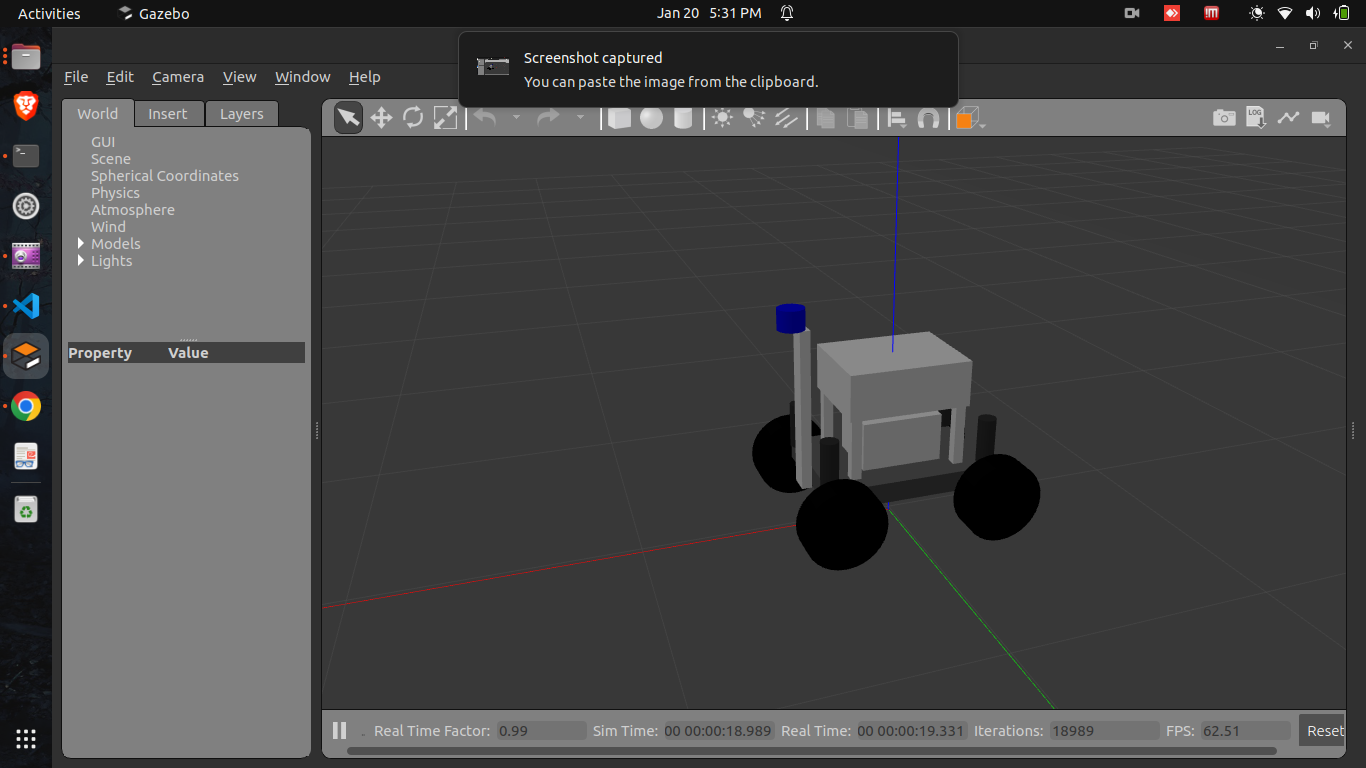 Activities
Gazebo
Jan 20 5:31 PM
Screenshot captured
You can paste the image from the clipboard.
File Edit Camera View Window Help
World Insert Layers
LOG
GUI
Scene
Spherical Coordinates
Physics
Atmosphere
Wind
Models
Lights
Property Value
Real Time Factor: 0.99 Sim Time: 00 00:00:18.989 Real Time: 00 00:00:19.331 Iterations: 18989 FPS: 62.51 Reset